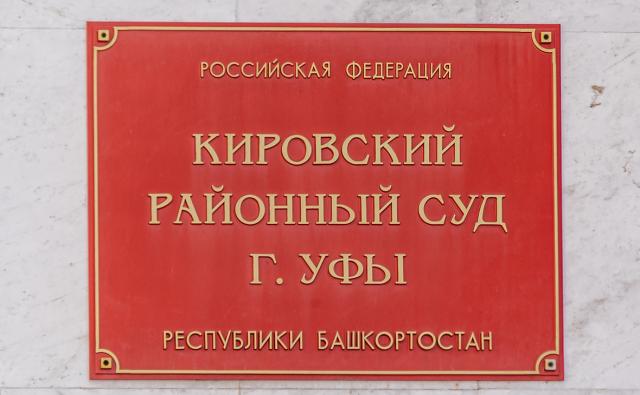 РОССИЙСКАЯ ФЕДЕРАЦИЯ
КИРОВСКИЙ
РАЙОННЫЙ СУД
Г. УФЫ
РЕСПУБЛИКИ БАШКОРТОСТАН